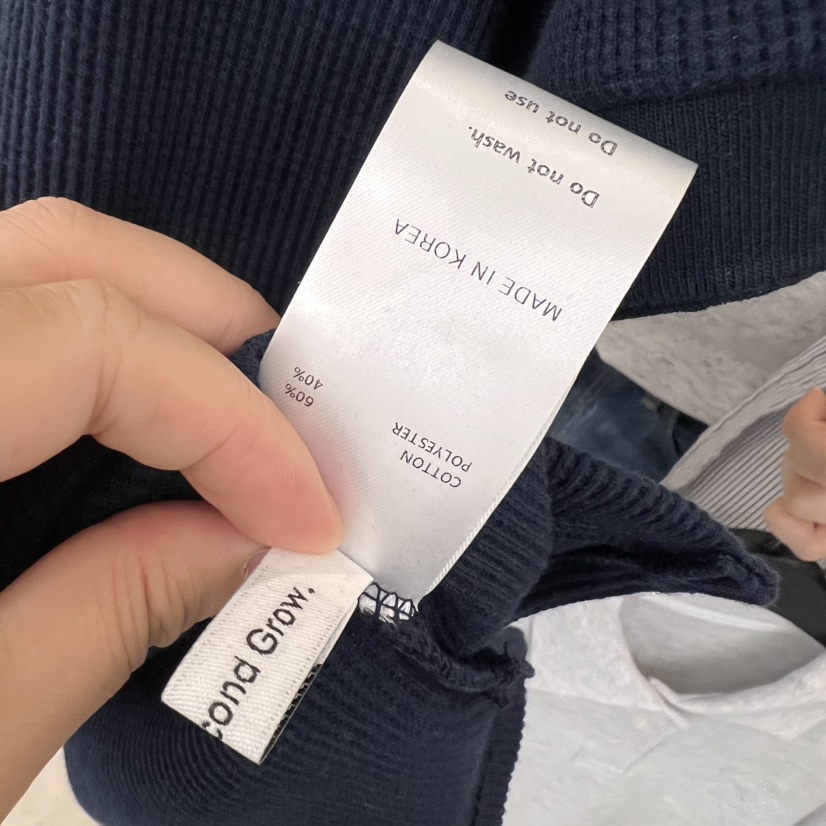 COTTON 60%
POLYESTER 40%
MADE IN KOREA
Do not wash.
Do not use
cond Grow.